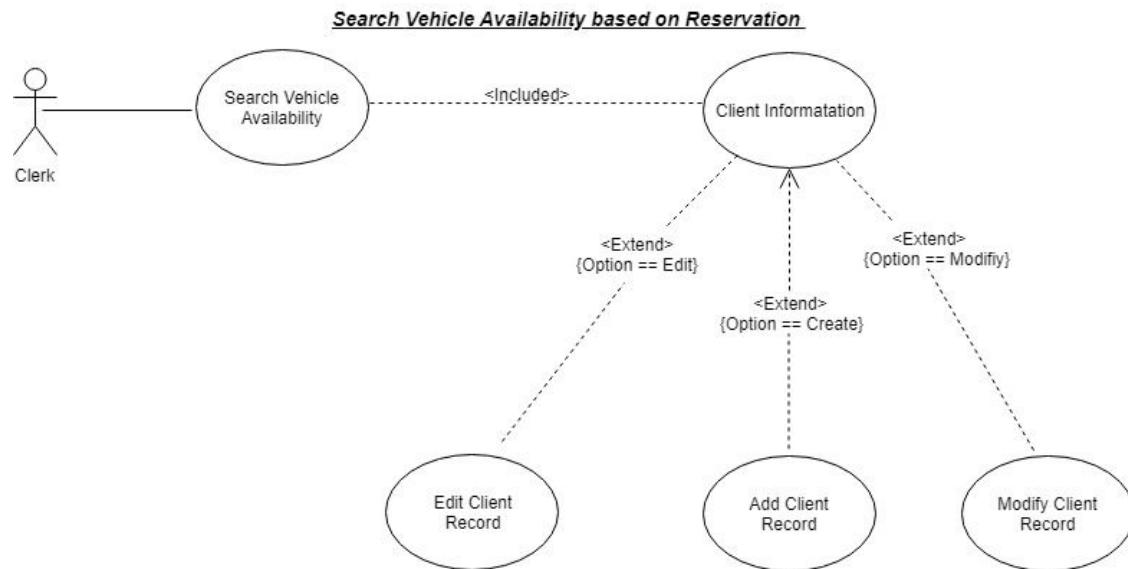 Search Vehicle Availability based on Reservation
Search Vehicle
Availability
<Included>
Client Informatation
Clerk
<Extend>
{Option == Edit}
<Extend>
{Option == Modifiy}
<Extend>
{Option == Create}
Edit Client
Record
Add Client
Record
Modify Client
Record